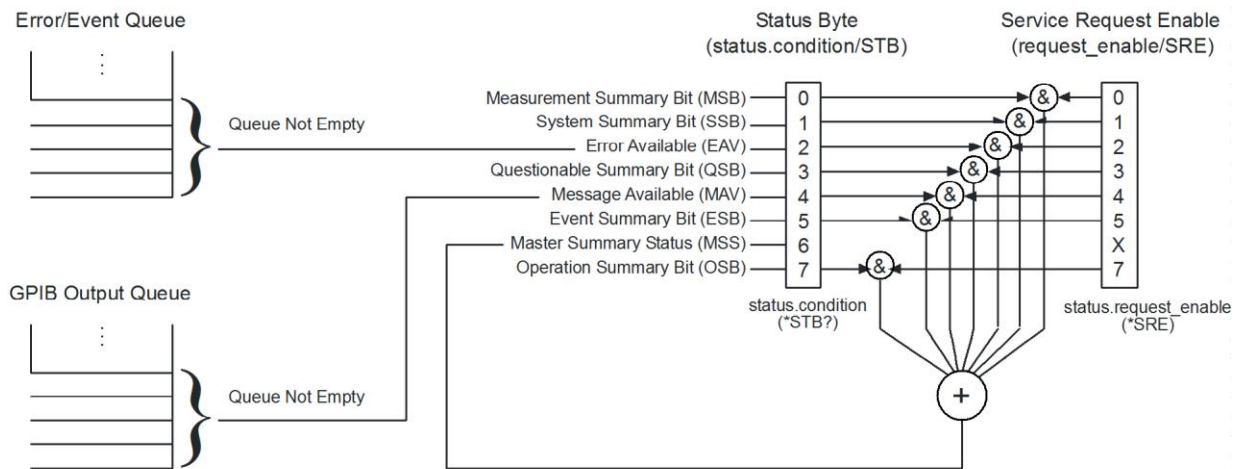 Error/Event Queue
Status Byte
(status.condition/STB)
Service Request Enable
(request_enable/SRE)
Queue Not Empty
Measurement Summary Bit (MSB)
System Summary Bit (SSB)
Error Available (EAV)
Questionable Summary Bit (QSB)
Message Available (MAV)
Event Summary Bit (ESB)
Master Summary Status (MSS)
Operation Summary Bit (OSB)
0
1
2
3
4
5
6
7
&
&
&
&
&
&
&
0
1
2
3
4
5
X
7
status.condition
(*STB?)
status.request_enable
(*SRE)
+
GPIB Output Queue
Queue Not Empty